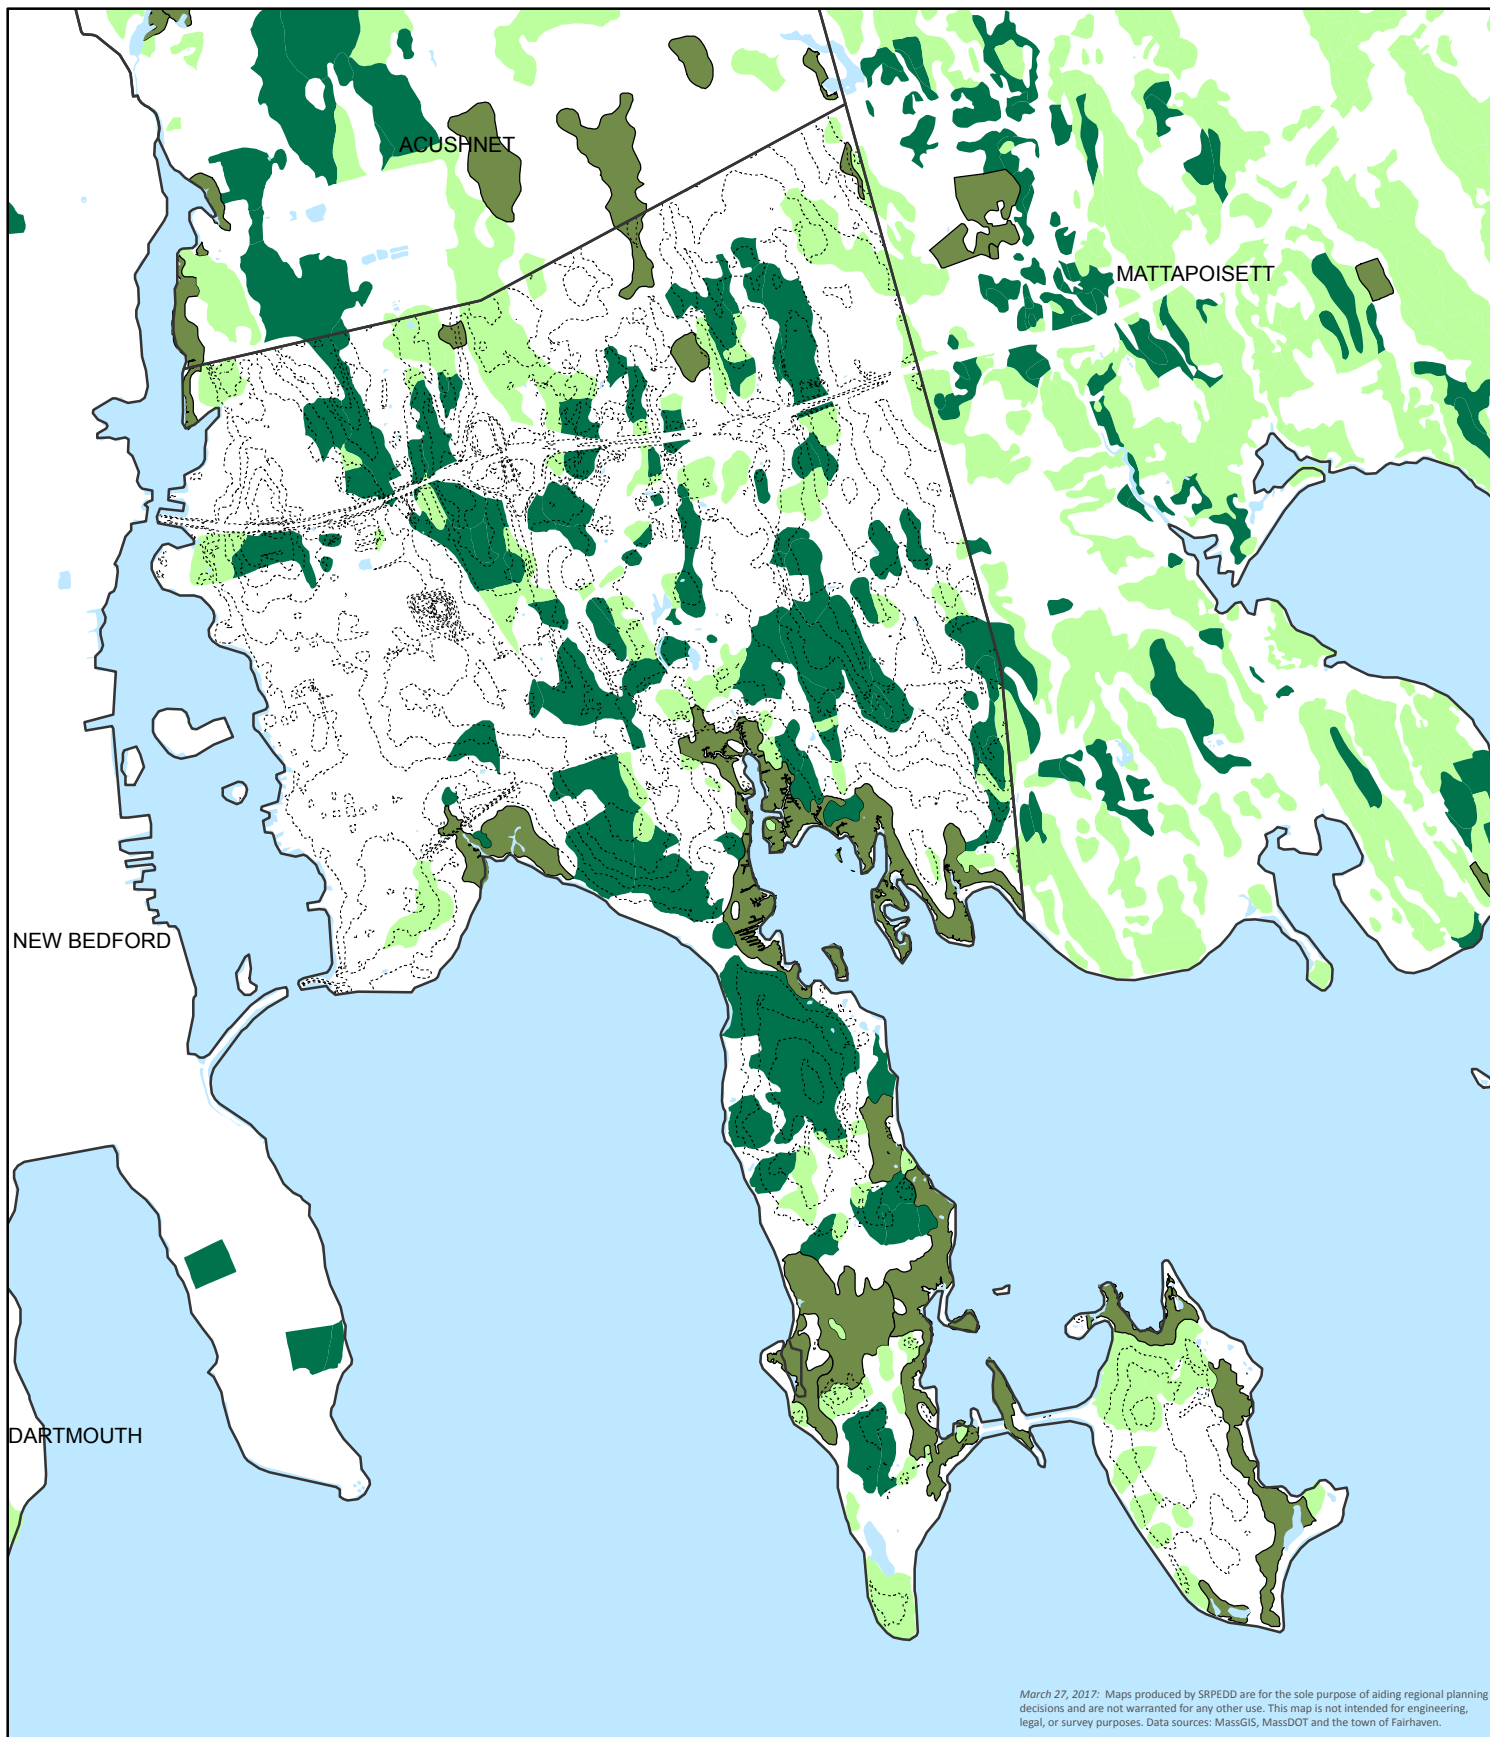 ACUSHNET
MATTAPOISETT
NEW BEDFORD
DARTMOUTH
March 27, 2017: Maps produced by SRPEDD are for the sole purpose of aiding regional planning
decisions and are not warranted for any other use. This map is not intended for engineering,
legal, or survey purposes. Data sources: MassGIS, MassDOT and the town of Fairhaven.